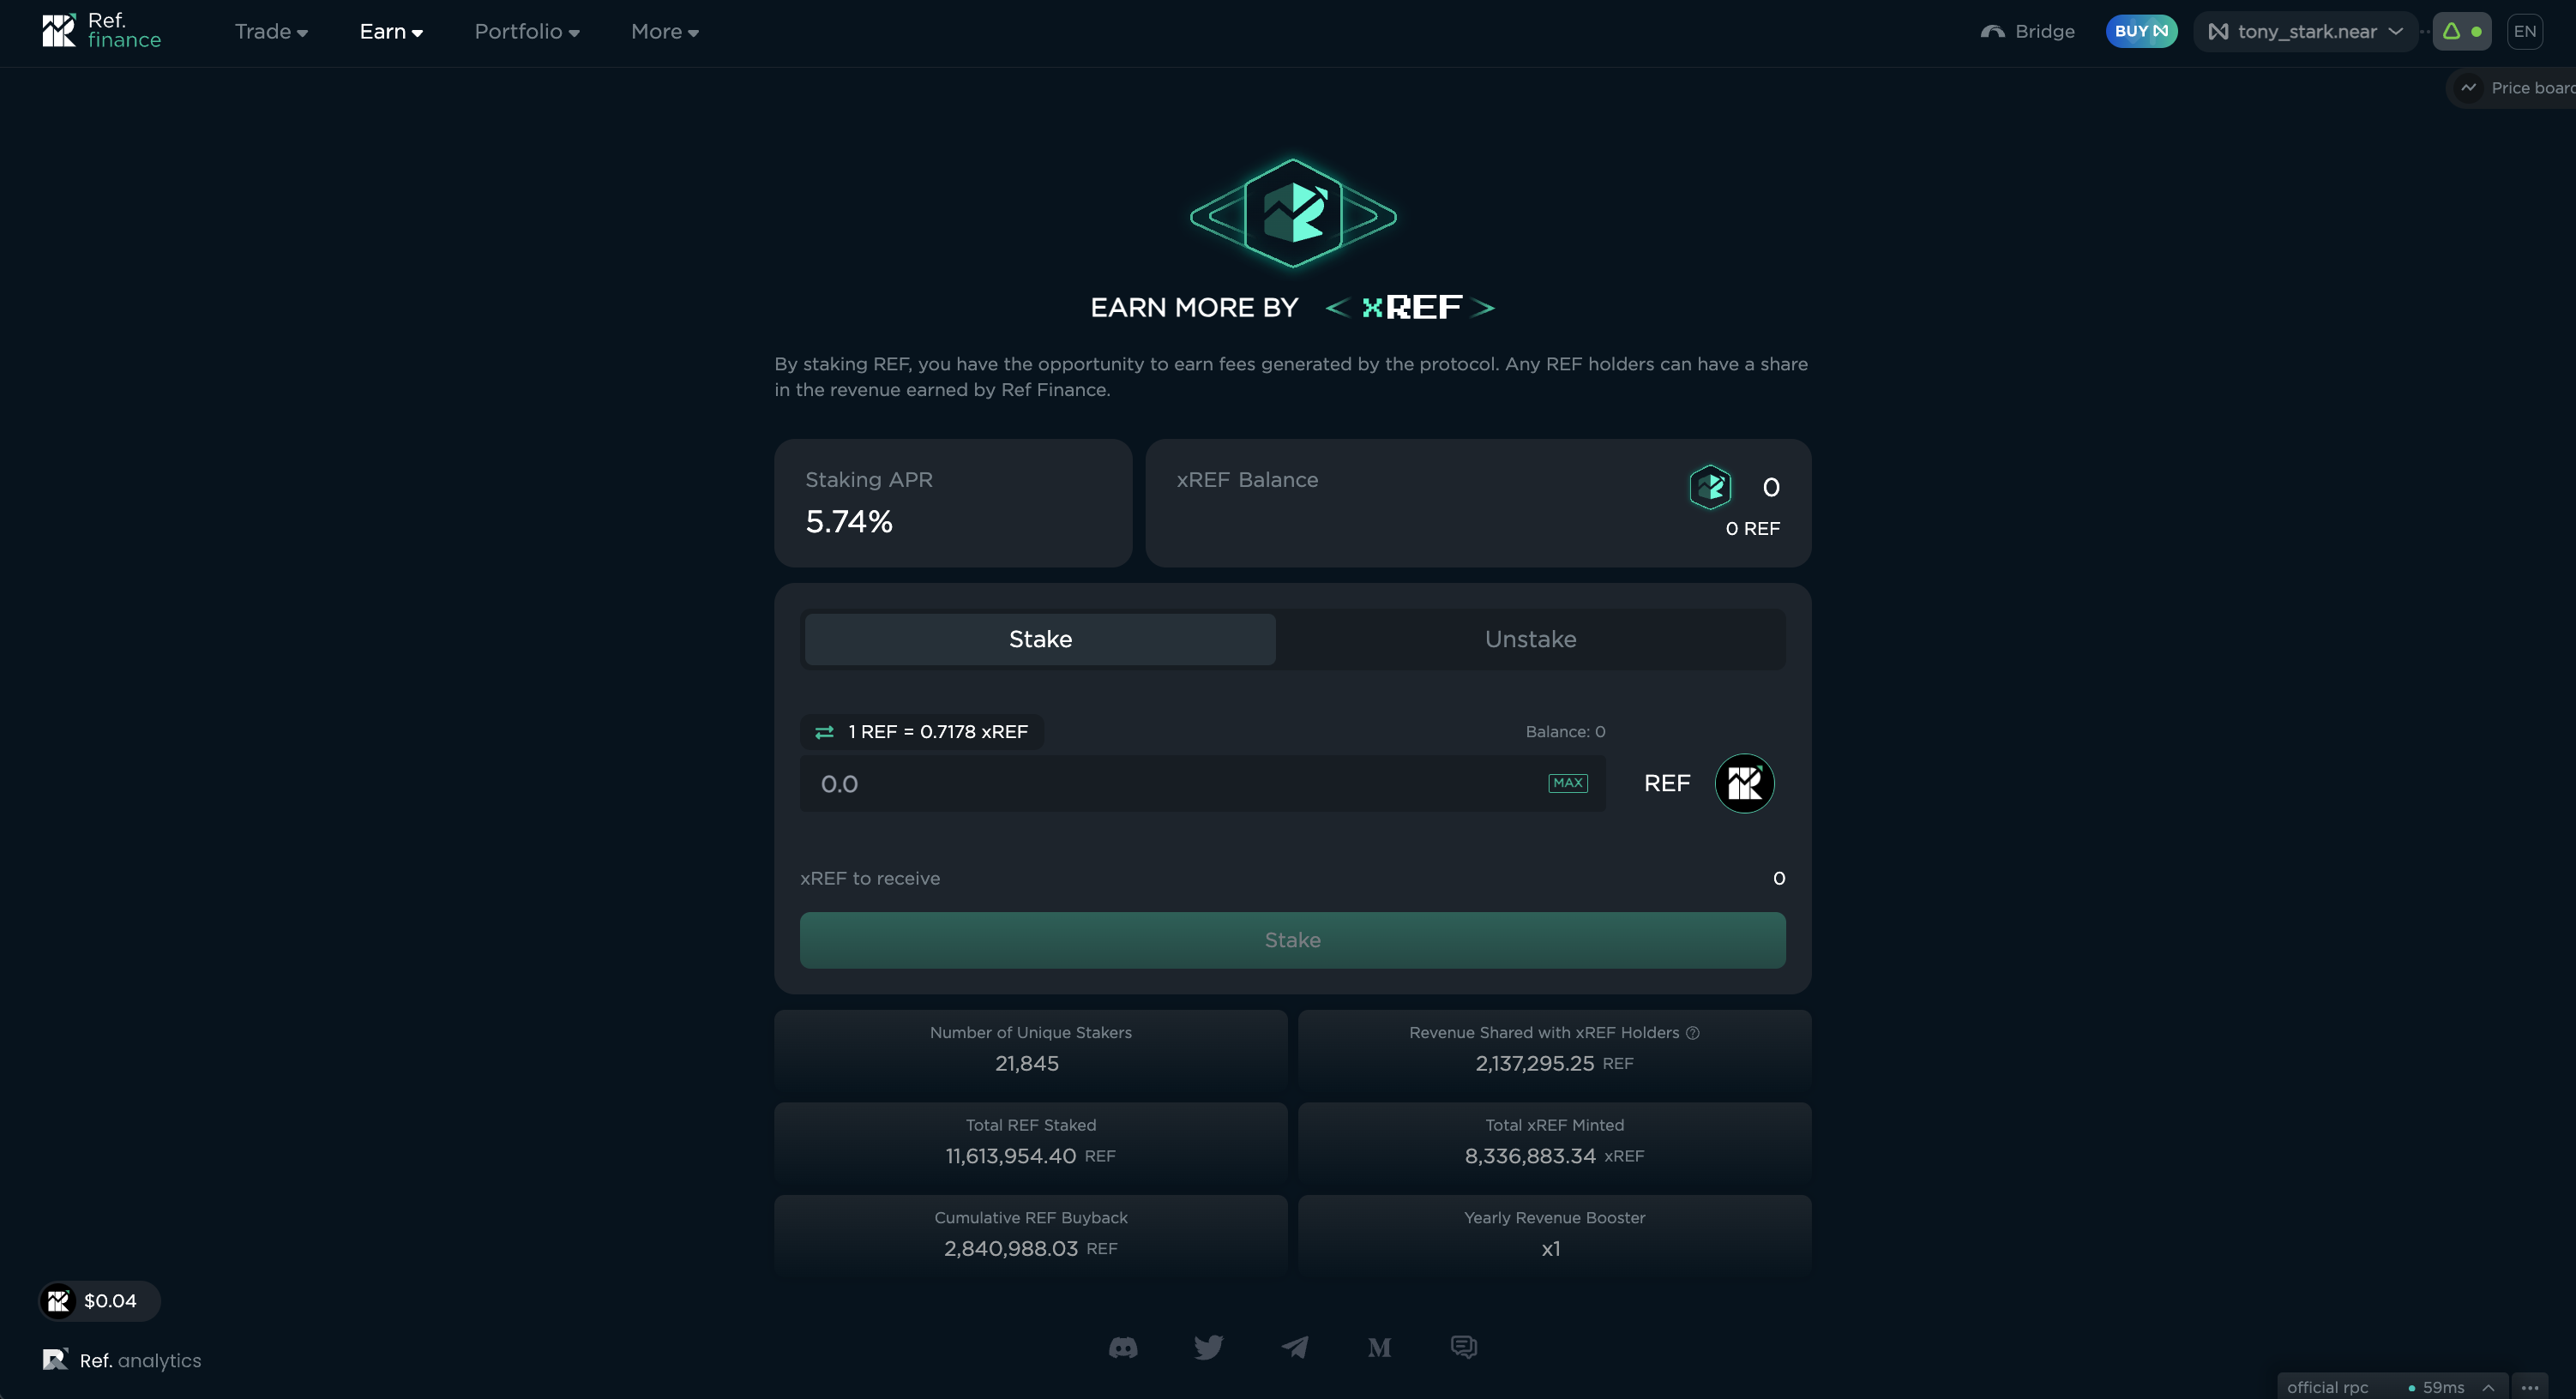 Ref.
finance
Trade
Earn
Portfolio
More
Bridge
BUY
tony_stark.near
EN
Price board
EARN MORE BY < xREF >
By staking REF, you have the opportunity to earn fees generated by the protocol. Any REF holders can have a share
in the revenue earned by Ref Finance.
Staking APR
5.74%
xREF Balance
0
0 REF
Stake
Unstake
1 REF = 0.7178 xREF
Balance: 0
0.0
MAX
REF
xREF to receive
0
Stake
Number of Unique Stakers
21,845
Revenue Shared with xREF Holders
2,137,295.25 REF
Total REF Staked
11,613,954.40 REF
Total xREF Minted
8,336,883.34 xREF
Cumulative REF Buyback
2,840,988.03 REF
Yearly Revenue Booster
x1
$0.04
Ref. analytics
official rpc
59ms